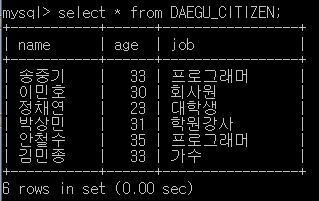 mysql> select * from DAEGU_CITIZEN;
+-----------+------+--------------+
| name | age | job |
+-----------+------+--------------+
| 송중기 | 33 | 프로그래머 |
| 이민호 | 30 | 회사원 |
| 정채연 | 23 | 대학생 |
| 박상민 | 31 | 학원강사 |
| 안철수 | 35 | 프로그래머 |
| 김민종 | 33 | 가수 |
+-----------+------+--------------+
6 rows in set (0.00 sec)